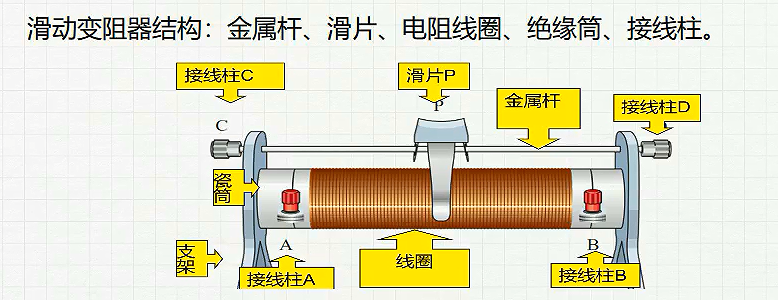 滑动变阻器结构：金属杆、滑片、电阻线圈、绝缘筒、接线柱。
接线柱C
滑片P
金属杆
接线柱D
P
C
瓷筒
A
B
支架
接线柱A
线圈
接线柱B